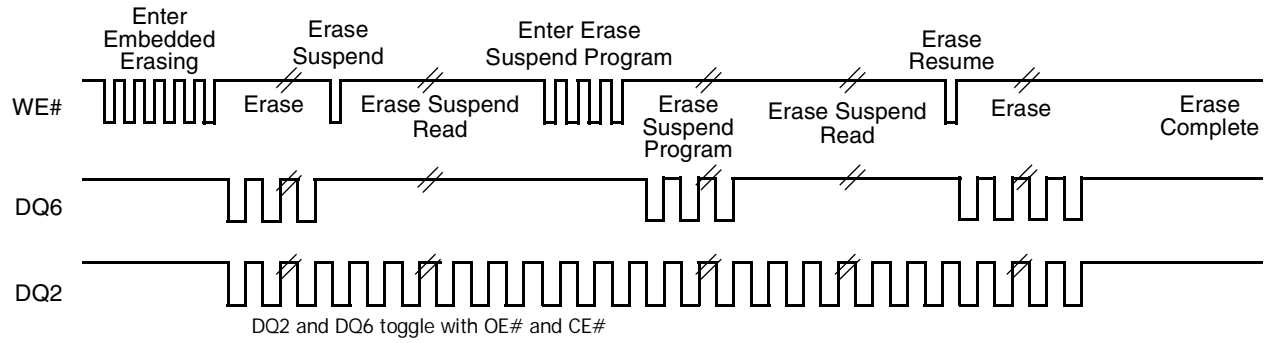 Enter
Embedded
Erasing
Erase
Suspend
Enter Erase
Suspend Program
Erase
Resume
WE#
Erase
Erase Suspend
Read
Erase
Suspend
Program
Erase Suspend
Read
Erase
Erase
Complete
DQ6
DQ2
DQ2 and DQ6 toggle with OE# and CE#